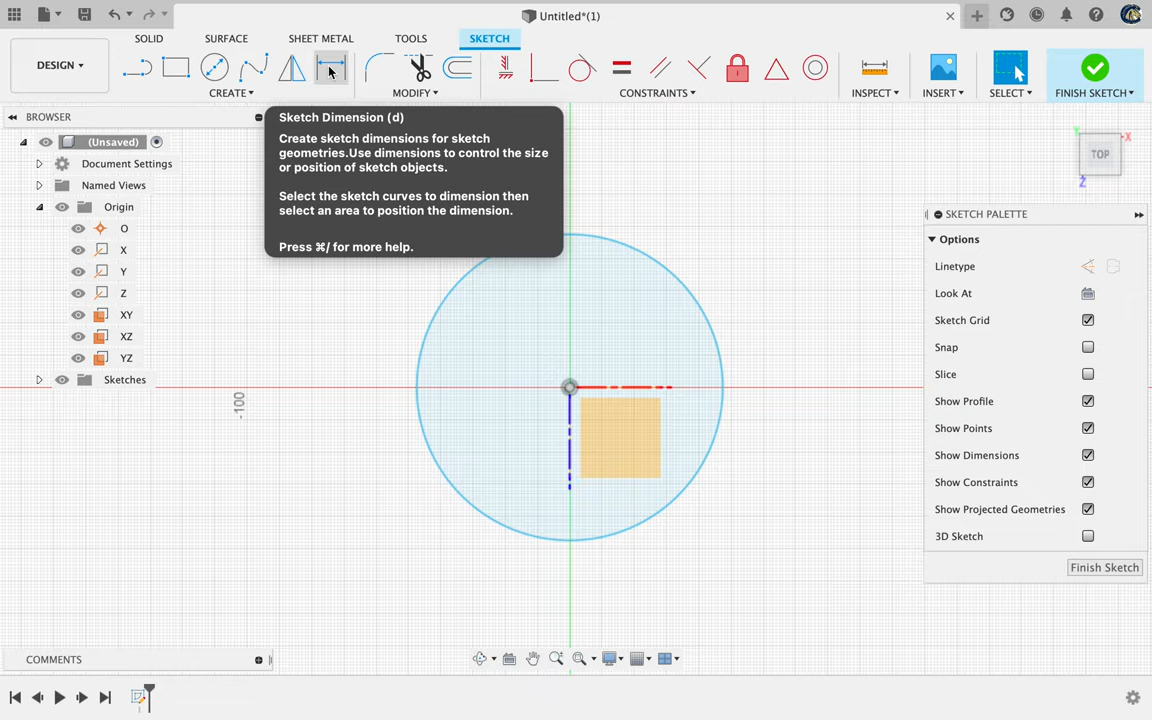 Untitled*(1)
SOLID
SURFACE
SHEET METAL
TOOLS
SKETCH
DESIGN
CREATE
MODIFY
CONSTRAINTS
INSPECT
INSERT
SELECT
FINISH SKETCH
BROWSER
(Unsaved)
Document Settings
Named Views
Origin
O
X
Y
Z
XY
XZ
YZ
Sketches
Sketch Dimension (d)
Create sketch dimensions for sketch
geometries.Use dimensions to control the size
or position of sketch objects.
Select the sketch curves to dimension then
select an area to position the dimension.
Press ⌘/ for more help.
-100
Y
X
TOP
Z
SKETCH PALETTE
Options
Linetype
Look At
Sketch Grid
Snap
Slice
Show Profile
Show Points
Show Dimensions
Show Constraints
Show Projected Geometries
3D Sketch
Finish Sketch
COMMENTS